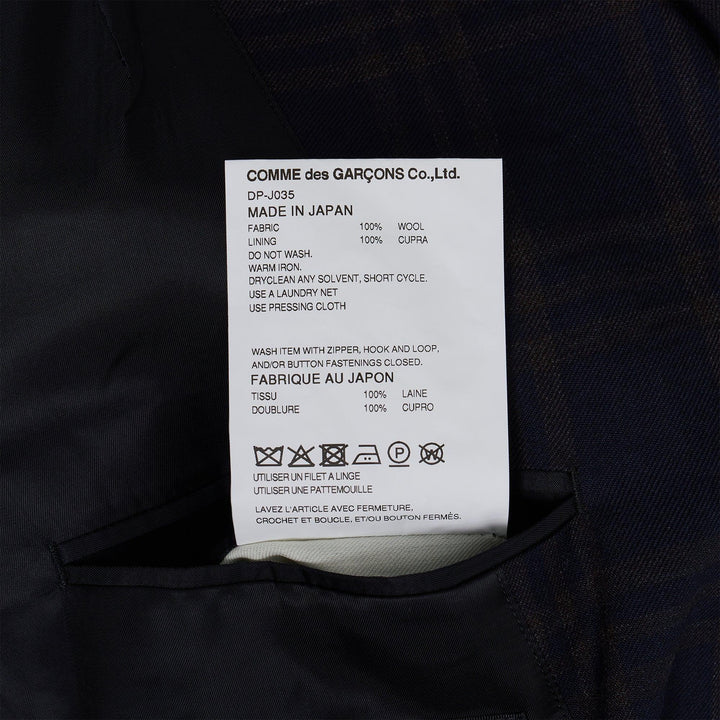 COMME des GARÇONS Co.,Ltd.
DP-J035
MADE IN JAPAN
FABRIC 100% WOOL
LINING 100% CUPRA
DO NOT WASH.
WARM IRON.
DRYCLEAN ANY SOLVENT, SHORT CYCLE.
USE A LAUNDRY NET
USE PRESSING CLOTH
WASH ITEM WITH ZIPPER, HOOK AND LOOP,
AND/OR BUTTON FASTENINGS CLOSED.
FABRIQUE AU JAPON
TISSU 100% LAINE
DOUBLURE 100% CUPRO
P W
UTILISER UN FILET A LINGE
UTILISER UNE PATTEMOUILLE
LAVEZ L'ARTICLE AVEC FERMETURE,
CROCHET ET BOUCLE, ET/OU BOUTON FERMÉS.